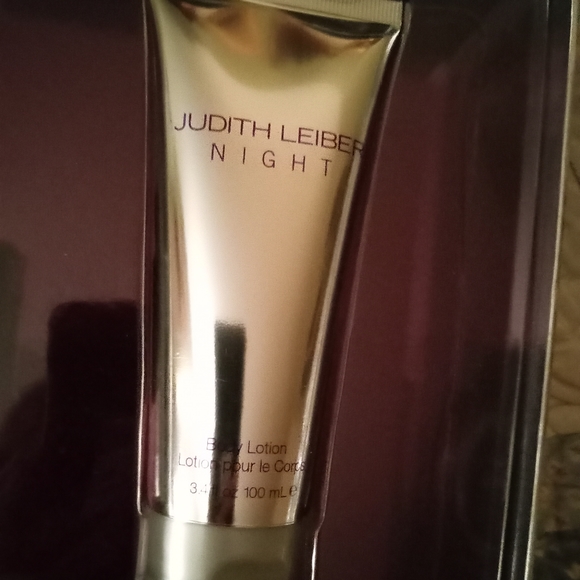 JUDITH LEIBER
NIGHT
Body Lotion
Lotion pour le Corps
3.4 fl oz 100 mL e